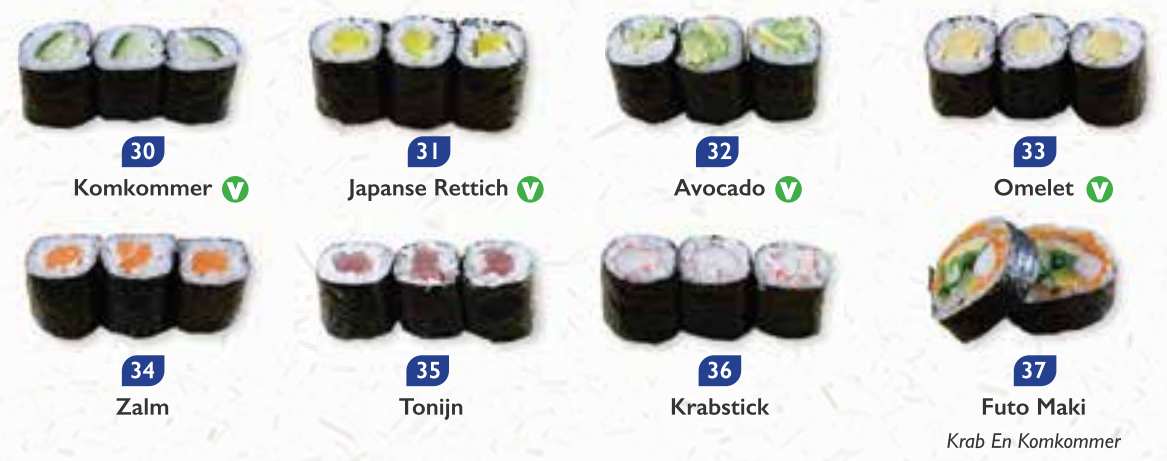 30 31 32 33
Komkommer V Japanse Rettich V Avocado V Omelet V
34 35 36 37
Zalm Tonijn Krabstick Futo Maki
Krab En Komkommer